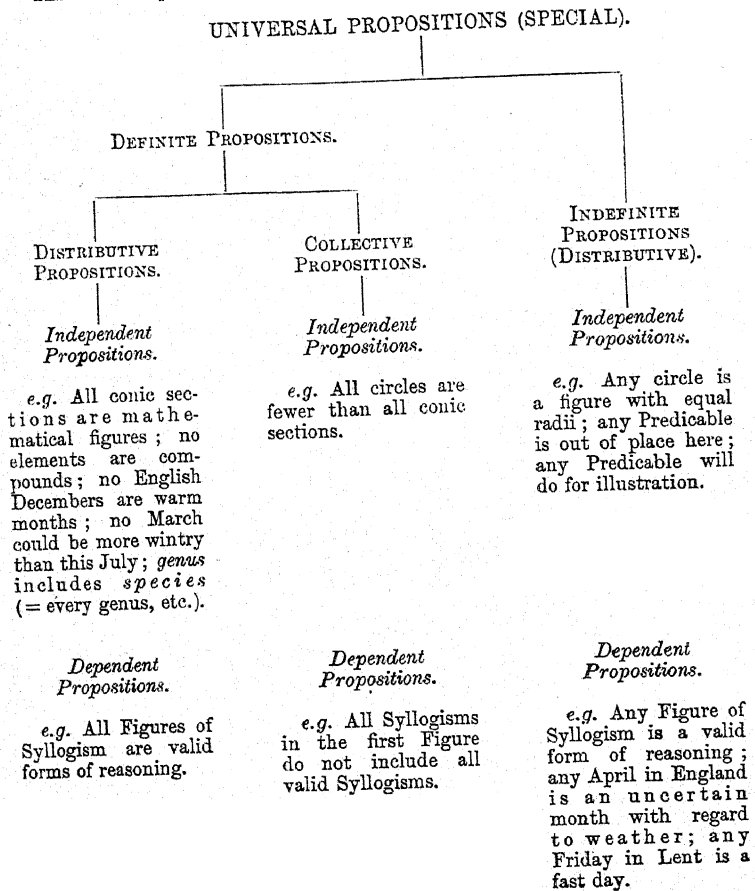 UNIVERSAL PROPOSITIONS (SPECIAL).
DEFINITE PROPOSITIONS.
DISTRIBUTIVE
PROPOSITIONS.
Independent
Propositions.
e.g. All conic sec-
tions are mathe-
matical figures ; no
elements are com-
pounds ; no English
Decembers are warm
months ; no March
could be more wintry
than this July ; genus
includes species
(= every genus, etc.).
Dependent
Propositions.
e.g. All Figures of
Syllogism are valid
forms of reasoning.
COLLECTIVE
PROPOSITIONS.
Independent
Propositions.
e.g. All circles are
fewer than all conic
sections.
Dependent
Propositions.
e.g. All Syllogisms
in the first Figure
do not include all
valid Syllogisms.
INDEFINITE
PROPOSITIONS
(DISTRIBUTIVE).
Independent
Propositions.
e.g. Any circle is
a figure with equal
radii ; any Predicable
is out of place here ;
any Predicable will
do for illustration.
Dependent
Propositions.
e.g. Any Figure of
Syllogism is a valid
form of reasoning ;
any April in England
is an uncertain
month with regard
to weather ; any
Friday in Lent is a
fast day.